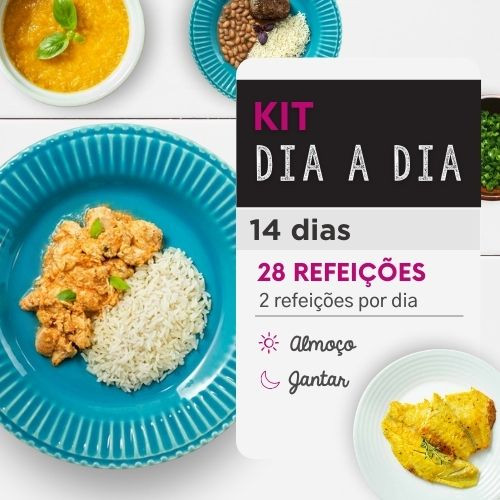 KIT
DIA A DIA
14 dias
28 REFEIÇÕES
2 refeições por dia
Almoço
Jantar